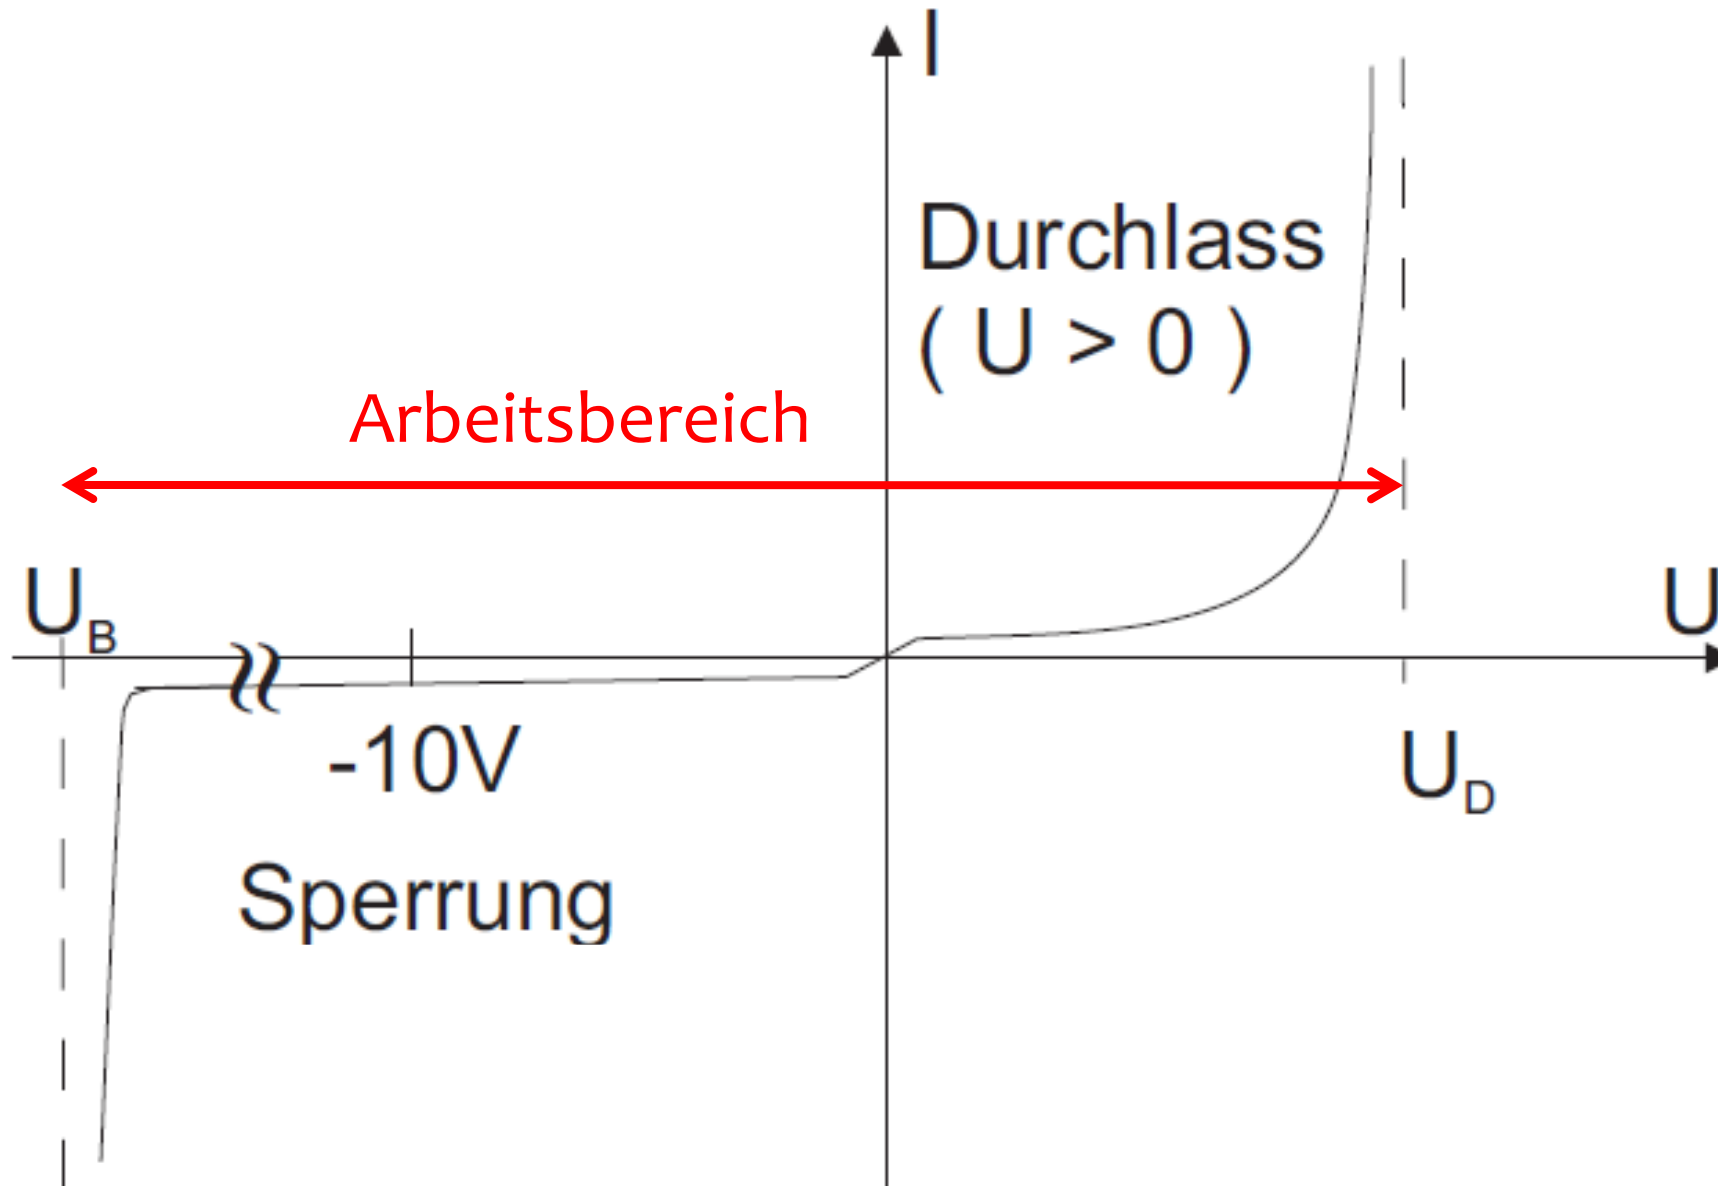 I
Durchlass
( U > 0 )
Arbeitsbereich
U_B
U
-10V
U_D
Sperrung